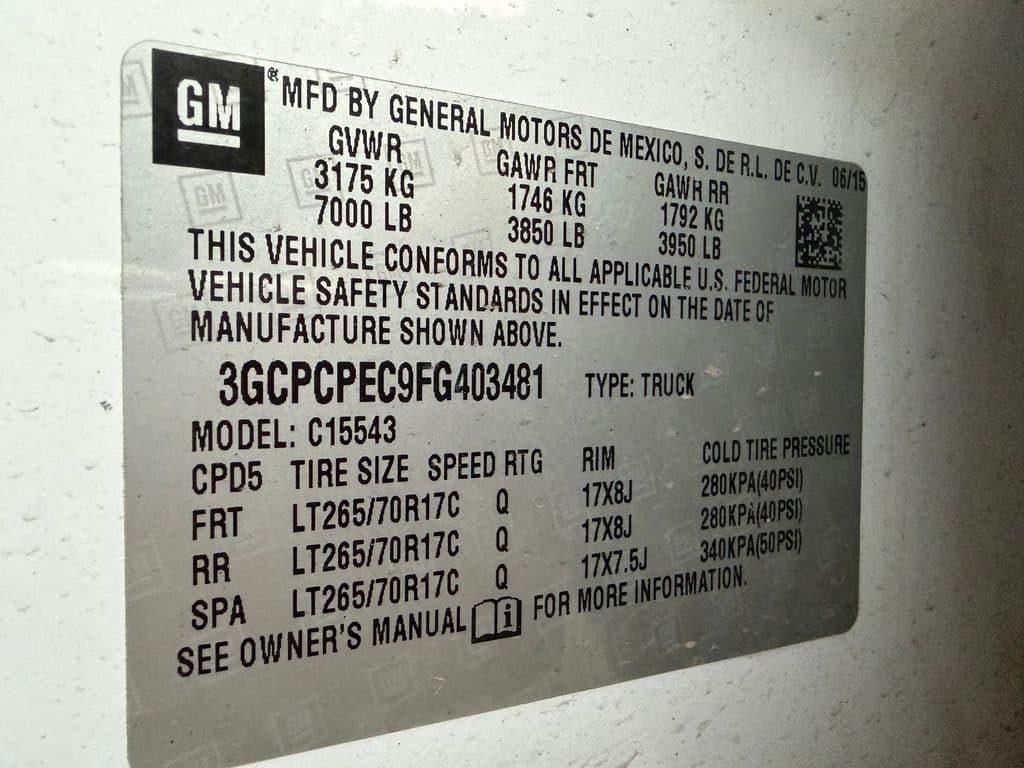 GM ® MFD BY GENERAL MOTORS DE MEXICO, S. DE R.L. DE C.V. 06/15
GVWR GAWR FRT GAWR RR
3175 KG 1746 KG 1792 KG
7000 LB 3850 LB 3950 LB
THIS VEHICLE CONFORMS TO ALL APPLICABLE U.S. FEDERAL MOTOR
VEHICLE SAFETY STANDARDS IN EFFECT ON THE DATE OF
MANUFACTURE SHOWN ABOVE.
3GCPCPEC9FG403481 TYPE: TRUCK
MODEL: C15543
CPD5 TIRE SIZE SPEED RTG RIM COLD TIRE PRESSURE
FRT LT265/70R17C Q 17X8J 280KPA(40PSI)
RR LT265/70R17C Q 17X8J 280KPA(40PSI)
SPA LT265/70R17C Q 17X7.5J 340KPA(50PSI)
SEE OWNER'S MANUAL i FOR MORE INFORMATION.